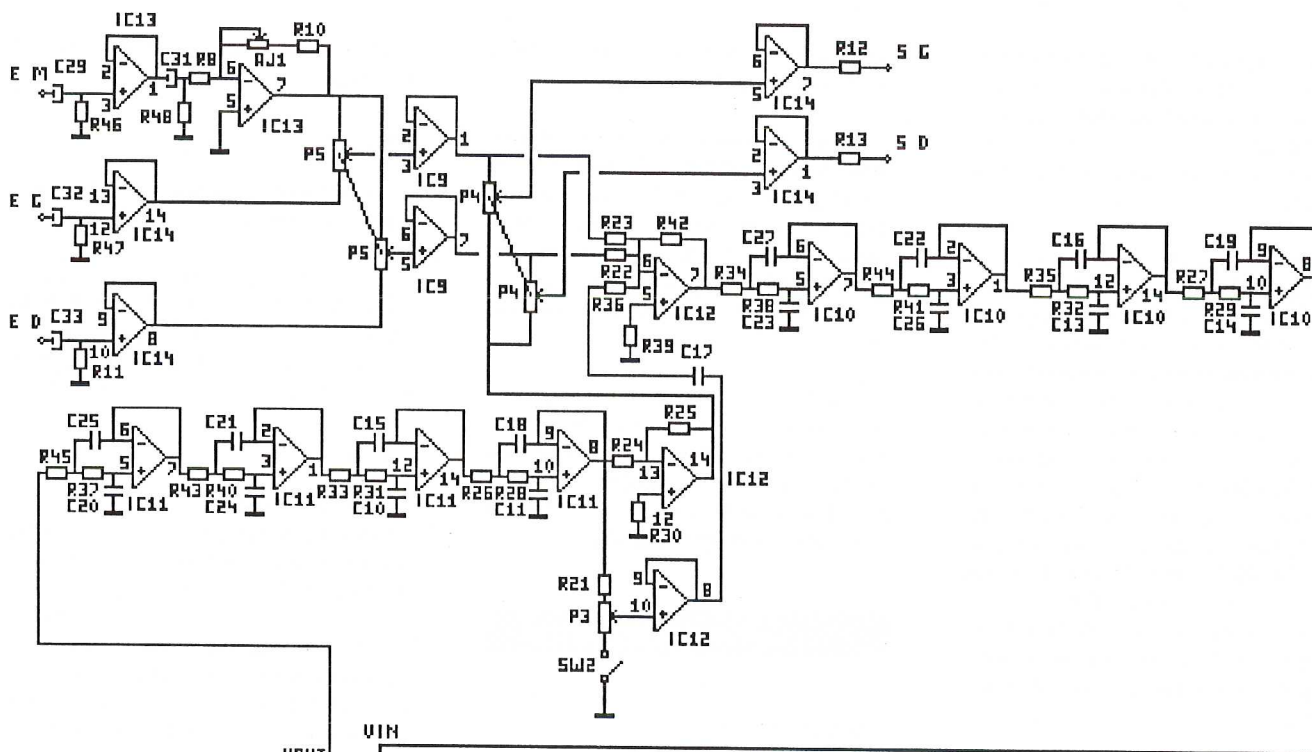 IC13
E M C29 2 3 1 C31 R8 6 5 7 AJ1 R10
R46 R48 IC13
E G C32 13 12 14
R47 IC14
E D C33 9 10 8
R11 IC14
P5 2 3 1
IC9
P5 6 5 7
IC9
P4
P4
6 5 7 R12 S G
IC14
2 3 1 R13 S D
IC14
R23 R42
R22 6 5 7
R36 IC12
R39
C17
R34 C27 6 5 7
R38 C23 IC10
R44 C22 2 3 1
R41 C26 IC10
R35 C16 12 14
R32 C13 IC10
R27 C19 9 10 8
R29 C14 IC10
R45 C25 6 5 7
R37 C20 IC11
R43 C21 2 3 1
R40 C24 IC11
R33 C15 12 14
R31 C10 IC11
R26 C18 9 10 8
R28 C11 IC11
R24 R25
13 12 14 IC12
R30
R21
P3 9 10 8
IC12
SW2
VIN